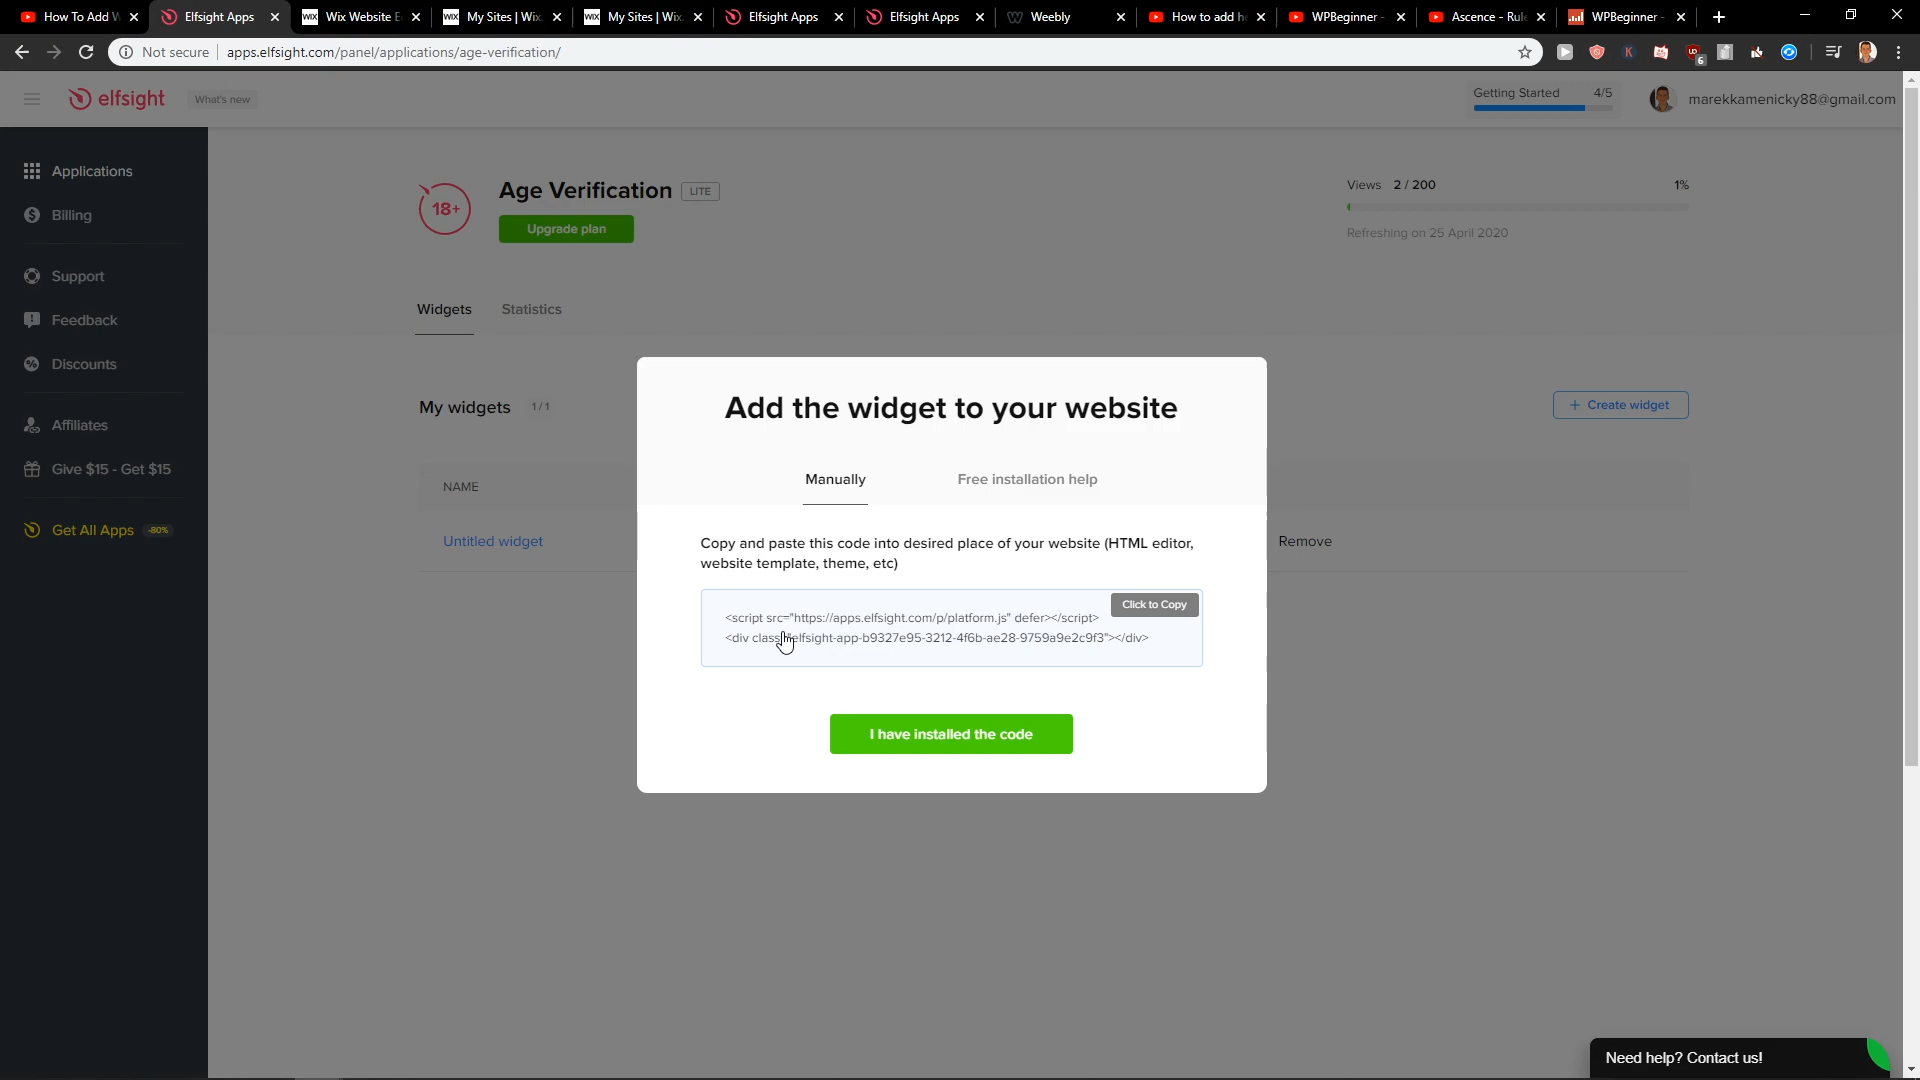 How To Add W
Elfsight Apps
Wix Website E
My Sites | Wix
My Sites | Wix.
Elfsight Apps
Elfsight Apps
Weebly
How to add he
WPBeginner -
Ascence - Rule
WPBeginner -
Not secure
apps.elfsight.com/panel/applications/age-verification/
6
elfsight
What's new
Getting Started 4/5
marekkamenicky88@gmail.com
Applications
Billing
Support
Feedback
Discounts
Affiliates
Give $15 - Get $15
Get All Apps -80%
18+
Age Verification LITE
Upgrade plan
Views 2 / 200 1%
Refreshing on 25 April 2020
Widgets Statistics
My widgets 1 / 1
+ Create widget
NAME
Untitled widget
Remove
Add the widget to your website
Manually
Free installation help
Copy and paste this code into desired place of your website (HTML editor,
website template, theme, etc)
Click to Copy
<script src="https://apps.elfsight.com/p/platform.js" defer></script>
<div class="elfsight-app-b9327e95-3212-4f6b-ae28-9759a9e2c9f3"></div>
I have installed the code
Need help? Contact us!